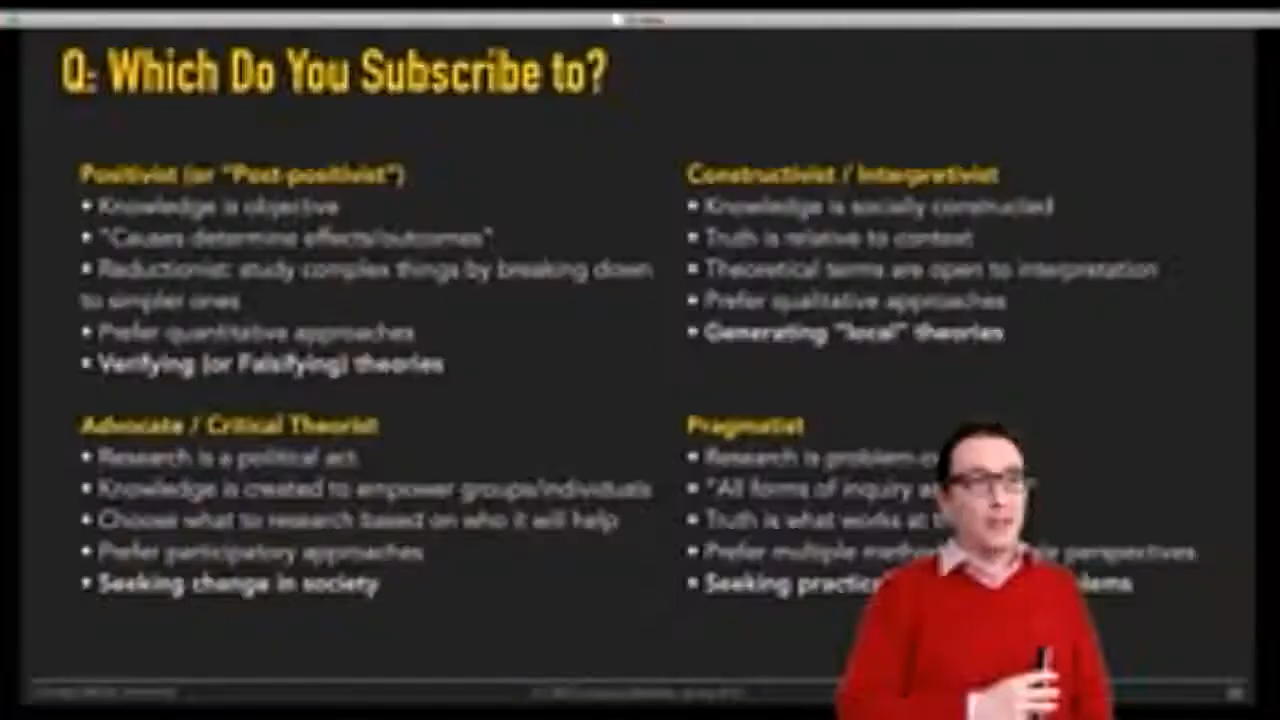 Q: Which Do You Subscribe to?
Positivist (or "Post-positivist")
• Knowledge is objective
• "Causes determine effects/outcomes"
• Reductionist: study complex things by breaking down
to simpler ones
• Prefer quantitative approaches
• Verifying (or Falsifying) theories
Constructivist / Interpretivist
• Knowledge is socially constructed
• Truth is relative to context
• Theoretical terms are open to interpretation
• Prefer qualitative approaches
• Generating "local" theories
Advocate / Critical Theorist
• Research is a political act
• Knowledge is created to empower groups/individuals
• Choose what to research based on who it will help
• Prefer participatory approaches
• Seeking change in society
Pragmatist
• Research is
• "All forms of inquiry
• Truth is what works at
• Prefer multiple perspectives
• Seeking